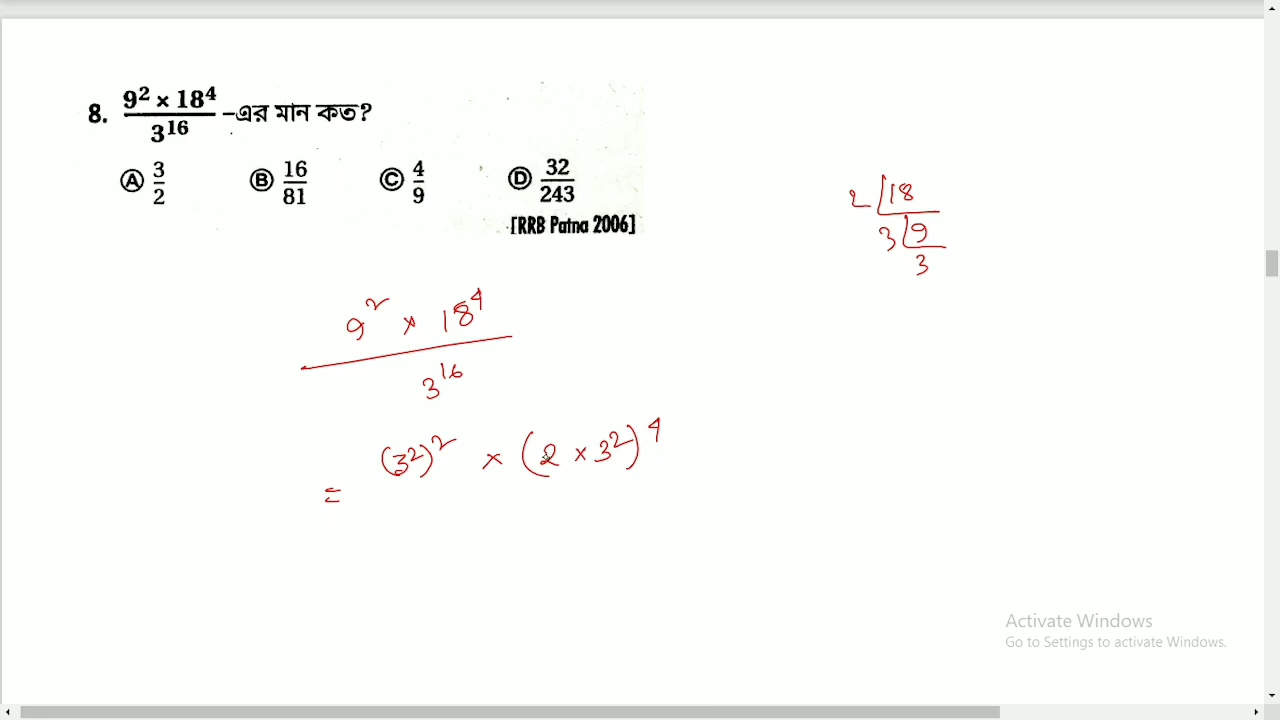 8. 9² × 18⁴ / 3¹⁶ –এর মান কত?
Ⓐ 3/2 Ⓑ 16/81 Ⓒ 4/9 Ⓓ 32/243
[RRB Patna 2006]
2 | 18
3 | 9
3
9² × 18⁴
3¹⁶
= (3²)² × (2 × 3²)⁴
Activate Windows
Go to Settings to activate Windows.